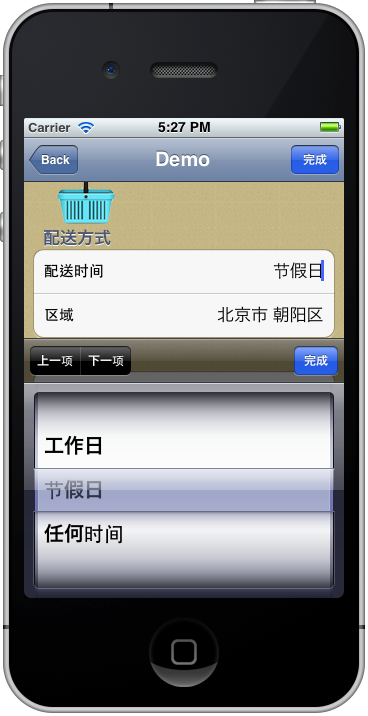 Carrier 5:27 PM
Back Demo 完成
配送方式
配送时间 节假日
区域 北京市 朝阳区
上一项 下一项 完成
工作日
节假日
任何时间